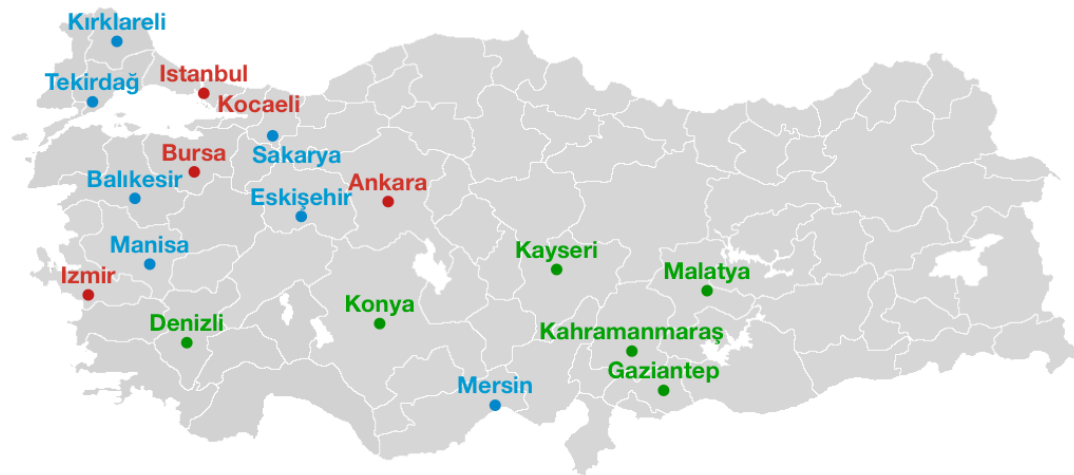 Kırklareli
Istanbul
Tekirdağ
Kocaeli
Bursa
Sakarya
Balıkesir
Ankara
Eskişehir
Manisa
Kayseri
Izmir
Malatya
Konya
Denizli
Kahramanmaraş
Gaziantep
Mersin